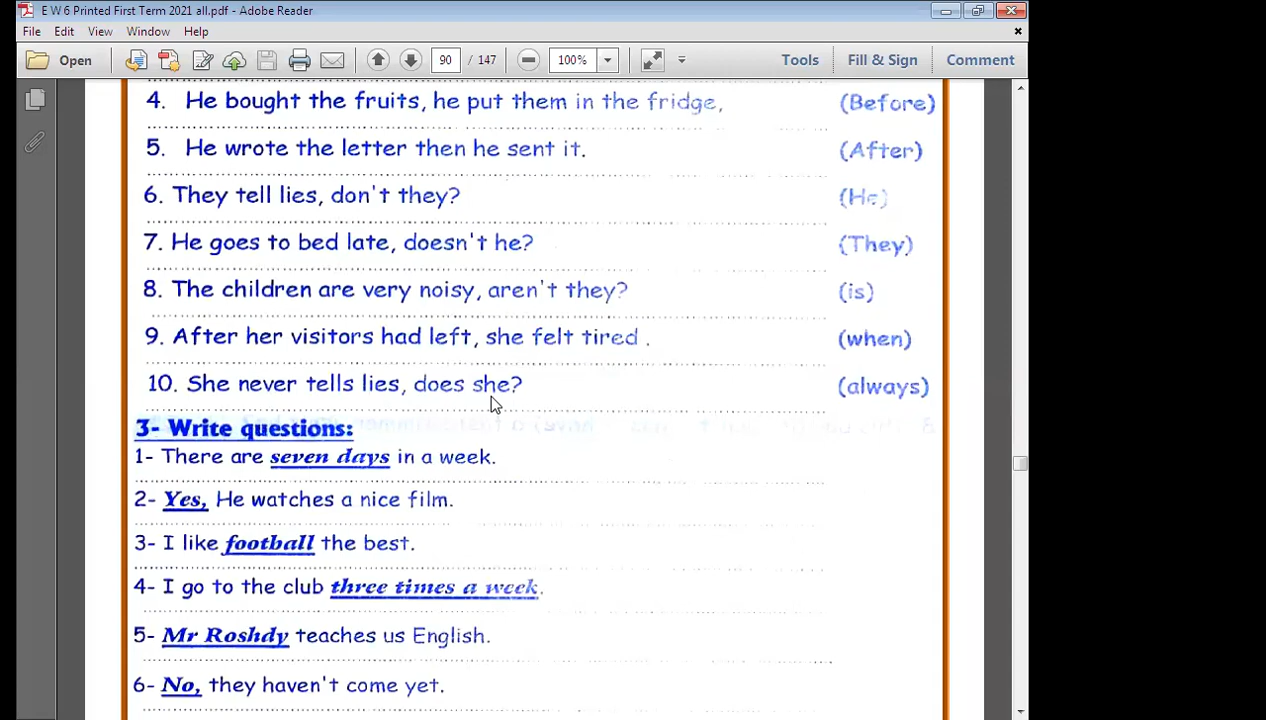 E W 6 Printed First Term 2021 all.pdf - Adobe Reader
File Edit View Window Help
Open 90 / 147 100% Tools Fill & Sign Comment
4. He bought the fruits, he put them in the fridge, (Before)
5. He wrote the letter then he sent it. (After)
6. They tell lies, don't they? (He)
7. He goes to bed late, doesn't he? (They)
8. The children are very noisy, aren't they? (is)
9. After her visitors had left, she felt tired . (when)
10. She never tells lies, does she? (always)
3- Write questions:
1- There are seven days in a week.
2- Yes, He watches a nice film.
3- I like football the best.
4- I go to the club three times a week.
5- Mr Roshdy teaches us English.
6- No, they haven't come yet.